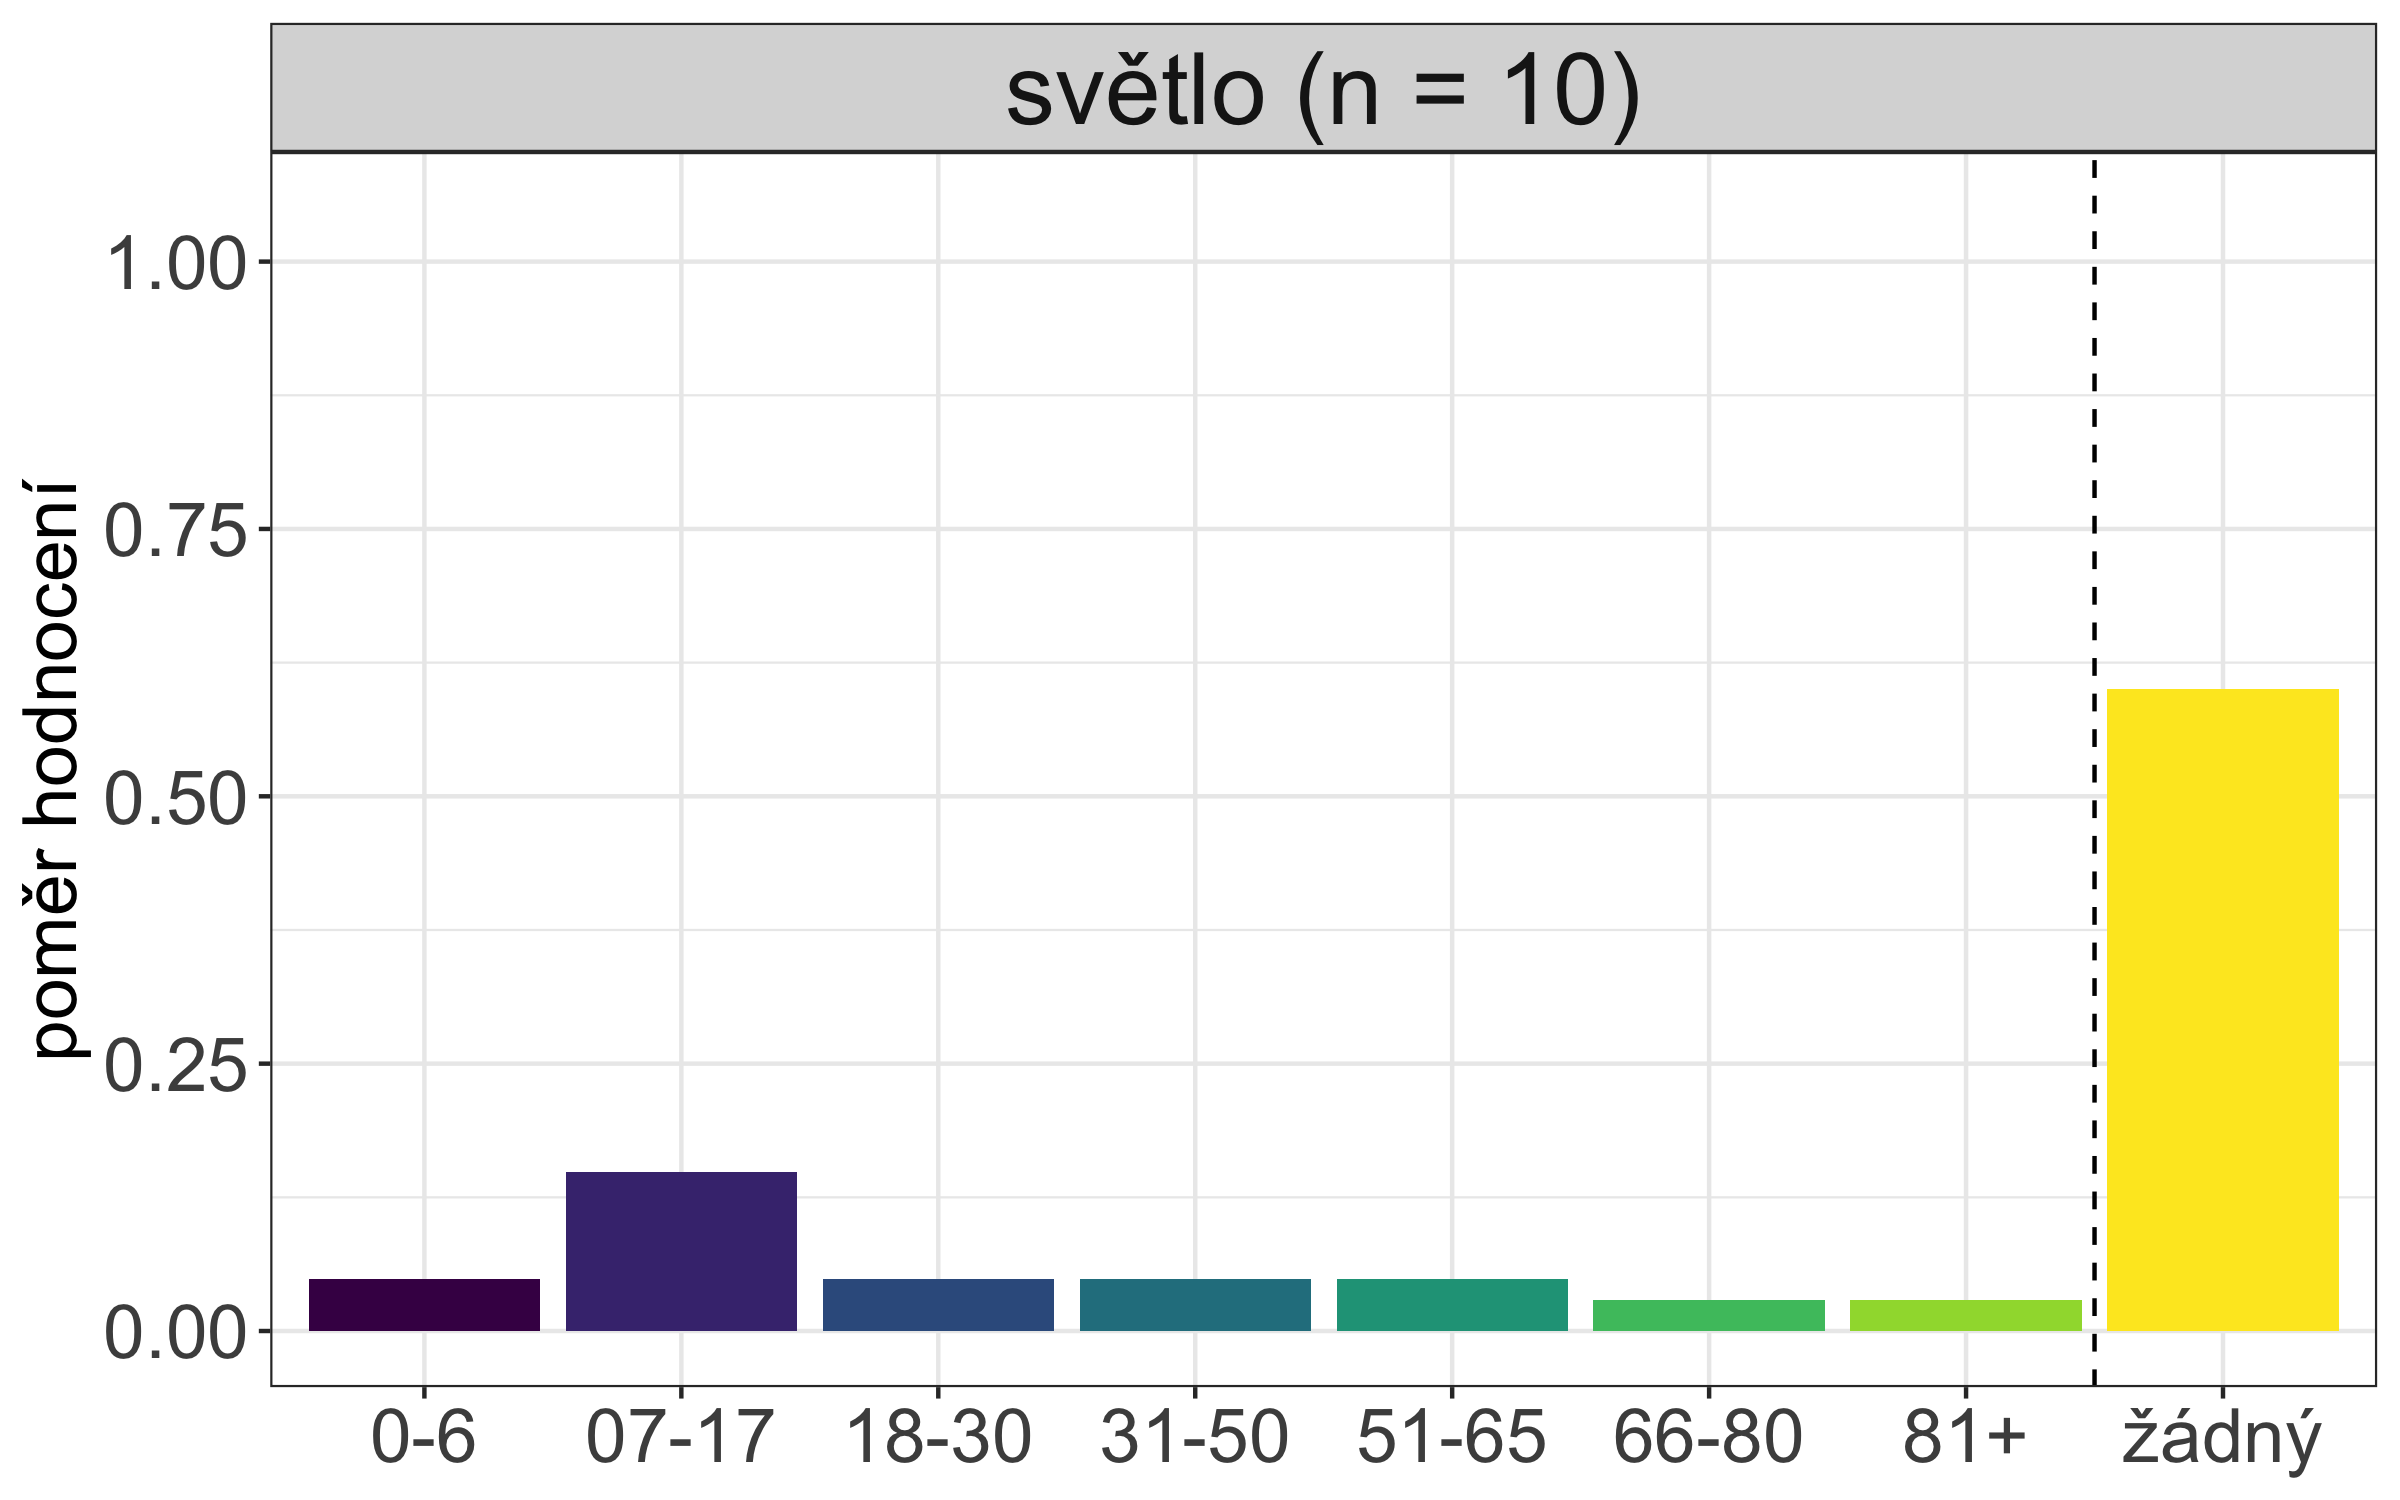 světlo (n = 10)
poměr hodnocení
1.00
0.75
0.50
0.25
0.00
0-6 07-17 18-30 31-50 51-65 66-80 81+ žádný